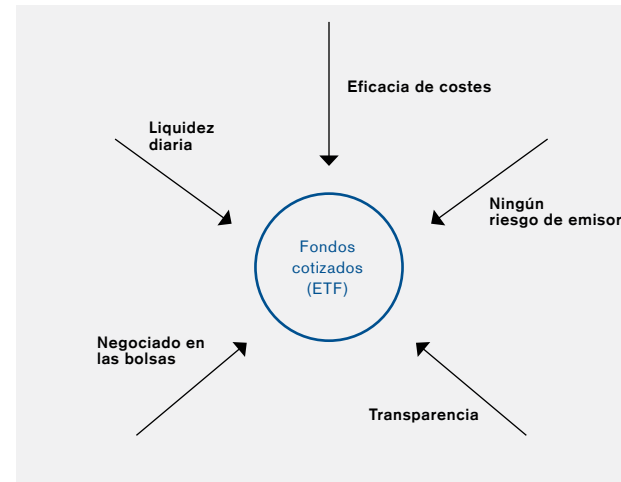 Eficacia de costes
Liquidez
diaria
Ningún
riesgo de emisor
Fondos
cotizados
(ETF)
Negociado en
las bolsas
Transparencia